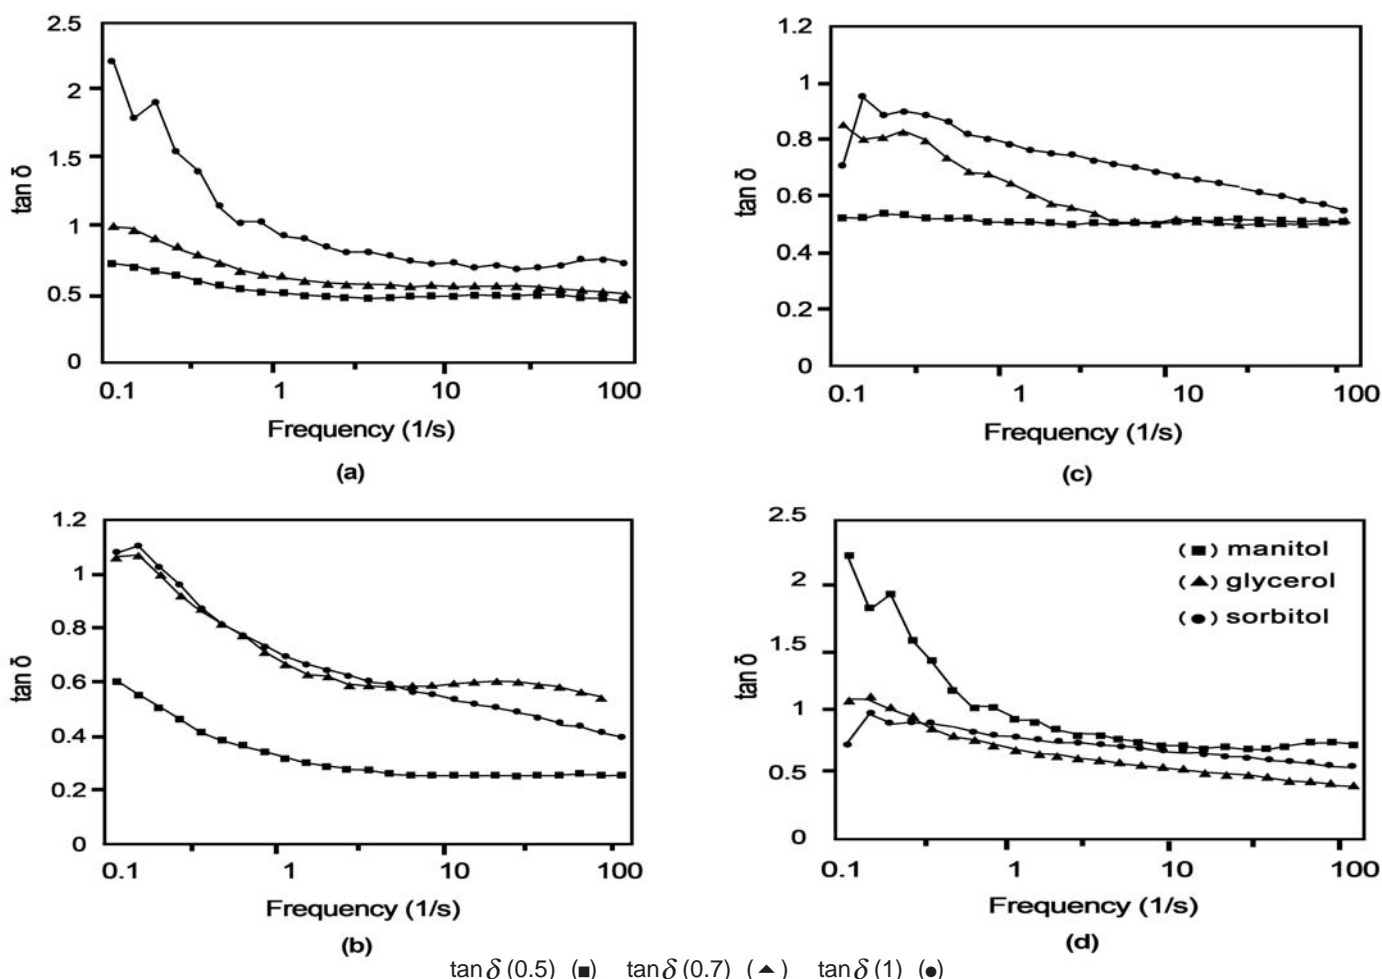 2.5
2
1.5
1
0.5
0
tan δ
0.1 1 10 100
Frequency (1/s)
(a)
1.2
1
0.8
0.6
0.4
0.2
0
tan δ
0.1 1 10 100
Frequency (1/s)
(c)
1.2
1
0.8
0.6
0.4
0.2
0
tan δ
0.1 1 10 100
Frequency (1/s)
(b)
2.5
2
1.5
1
0.5
0
tan δ
(■) manitol
(▲) glycerol
(●) sorbitol
0.1 1 10 100
Frequency (1/s)
(d)
tan δ (0.5) (■) tan δ (0.7) (▲) tan δ (1) (●)